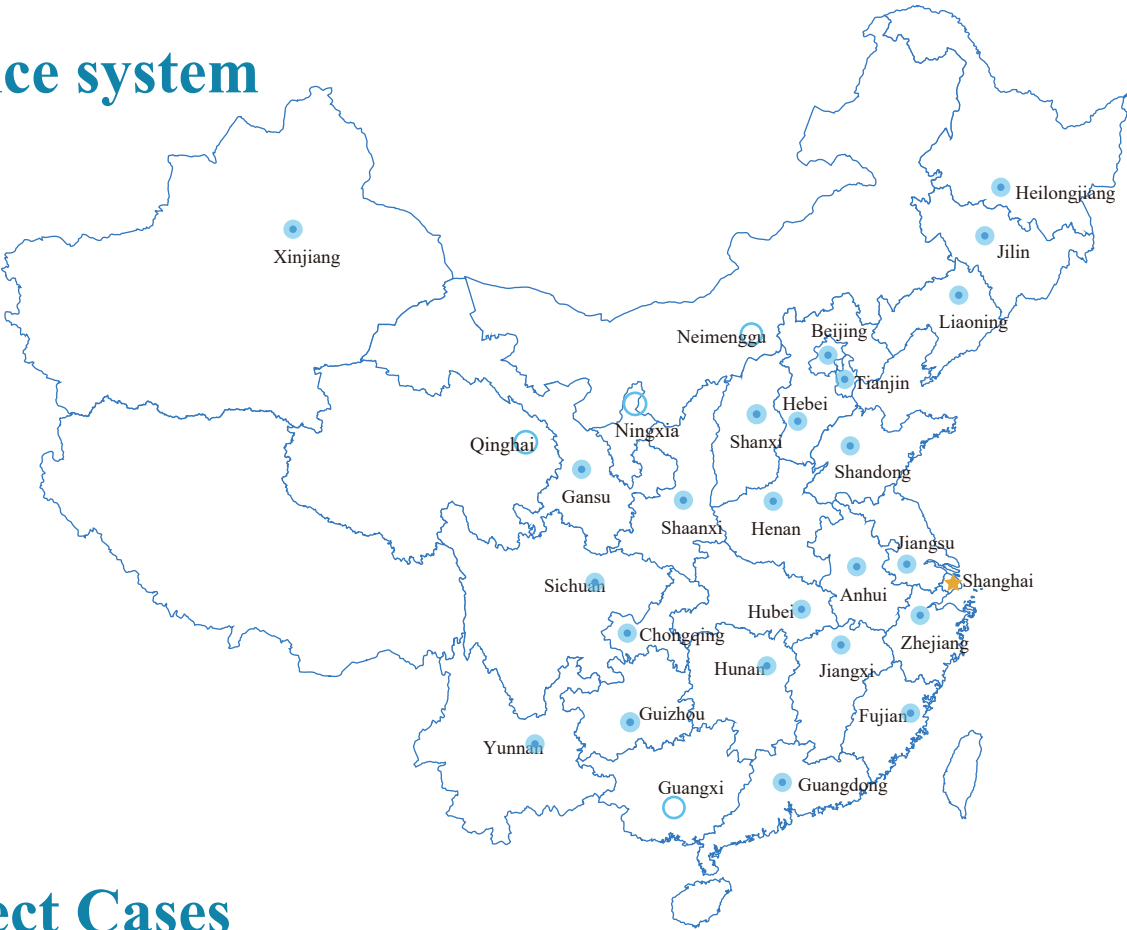 ce system
Heilongjiang
Xinjiang
Jilin
Liaoning
Neimenggu
Beijing
Tianjin
Hebei
Ningxia
Shanxi
Qinghai
Shandong
Gansu
Shaanxi
Henan
Jiangsu
Shanghai
Sichuan
Anhui
Hubei
Chongqing
Zhejiang
Hunan
Jiangxi
Guizhou
Fujian
Yunnan
Guangxi
Guangdong
ect Cases